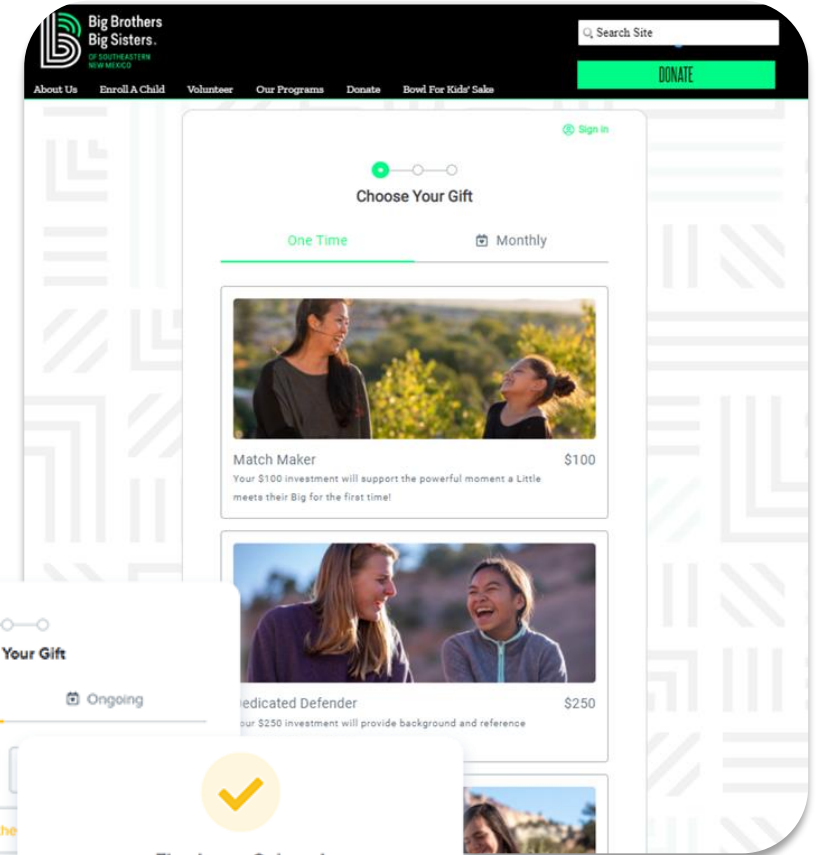 Big Brothers
Big Sisters.
OF SOUTHEASTERN
NEW MEXICO
Search Site
DONATE
About Us Enroll A Child Volunteer Our Programs Donate Bowl For Kids' Sake
Sign in
Choose Your Gift
One Time Monthly
Match Maker $100
Your $100 investment will support the powerful moment a Little
meets their Big for the first time!
edicated Defender $250
our $250 investment will provide background and reference
Your Gift
Ongoing